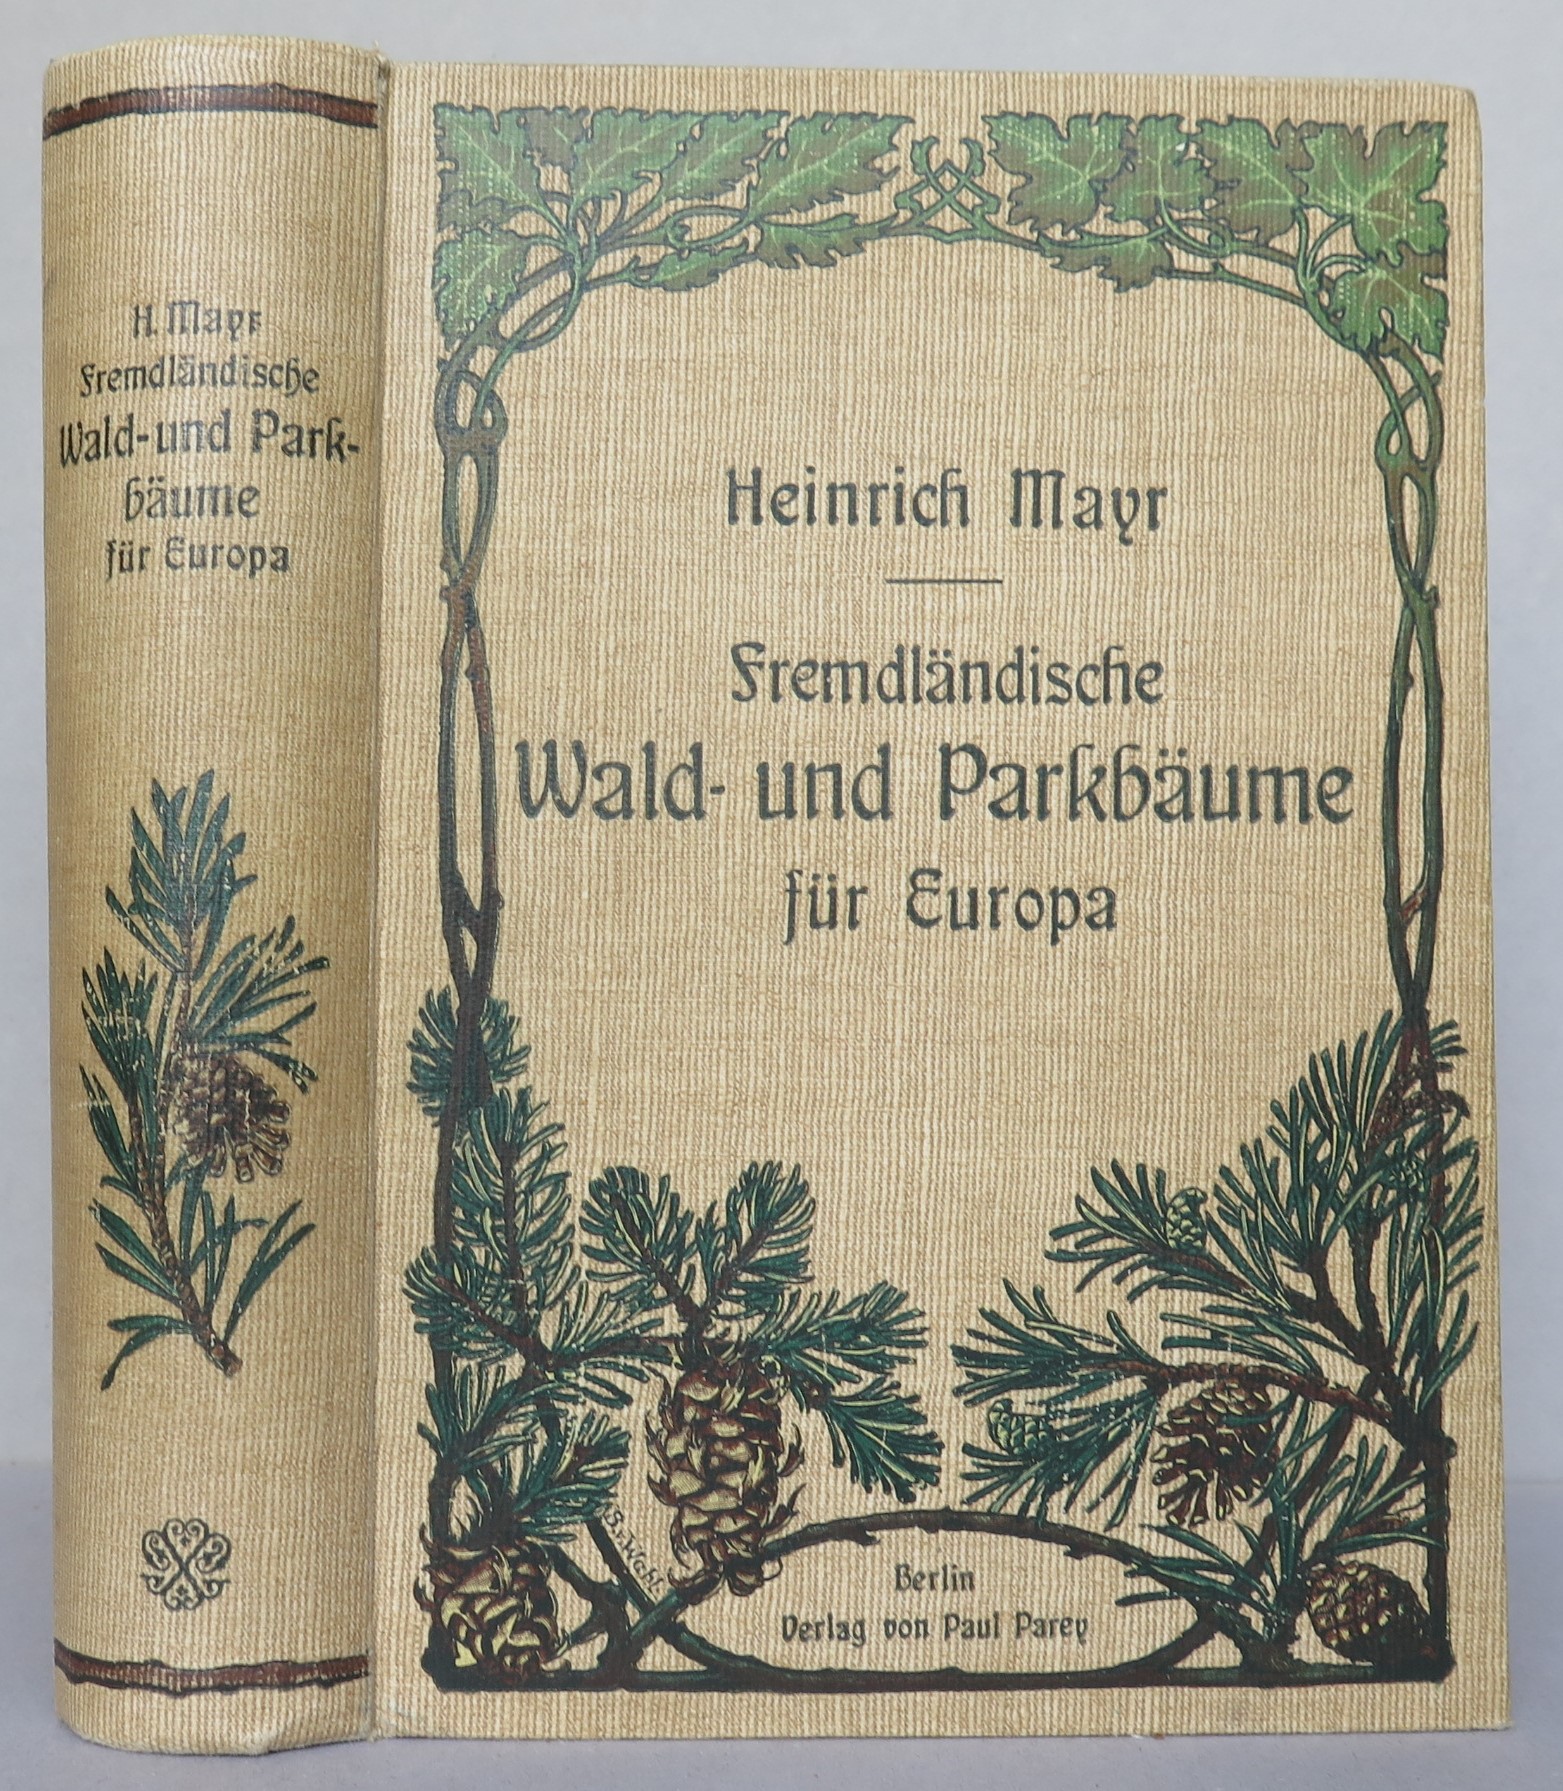 H. Mayr
Fremdländische
Wald- und Park-
bäume
für Europa
Heinrich Mayr
Fremdländische
Wald- und Parkbäume
für Europa
Berlin
Verlag von Paul Parey